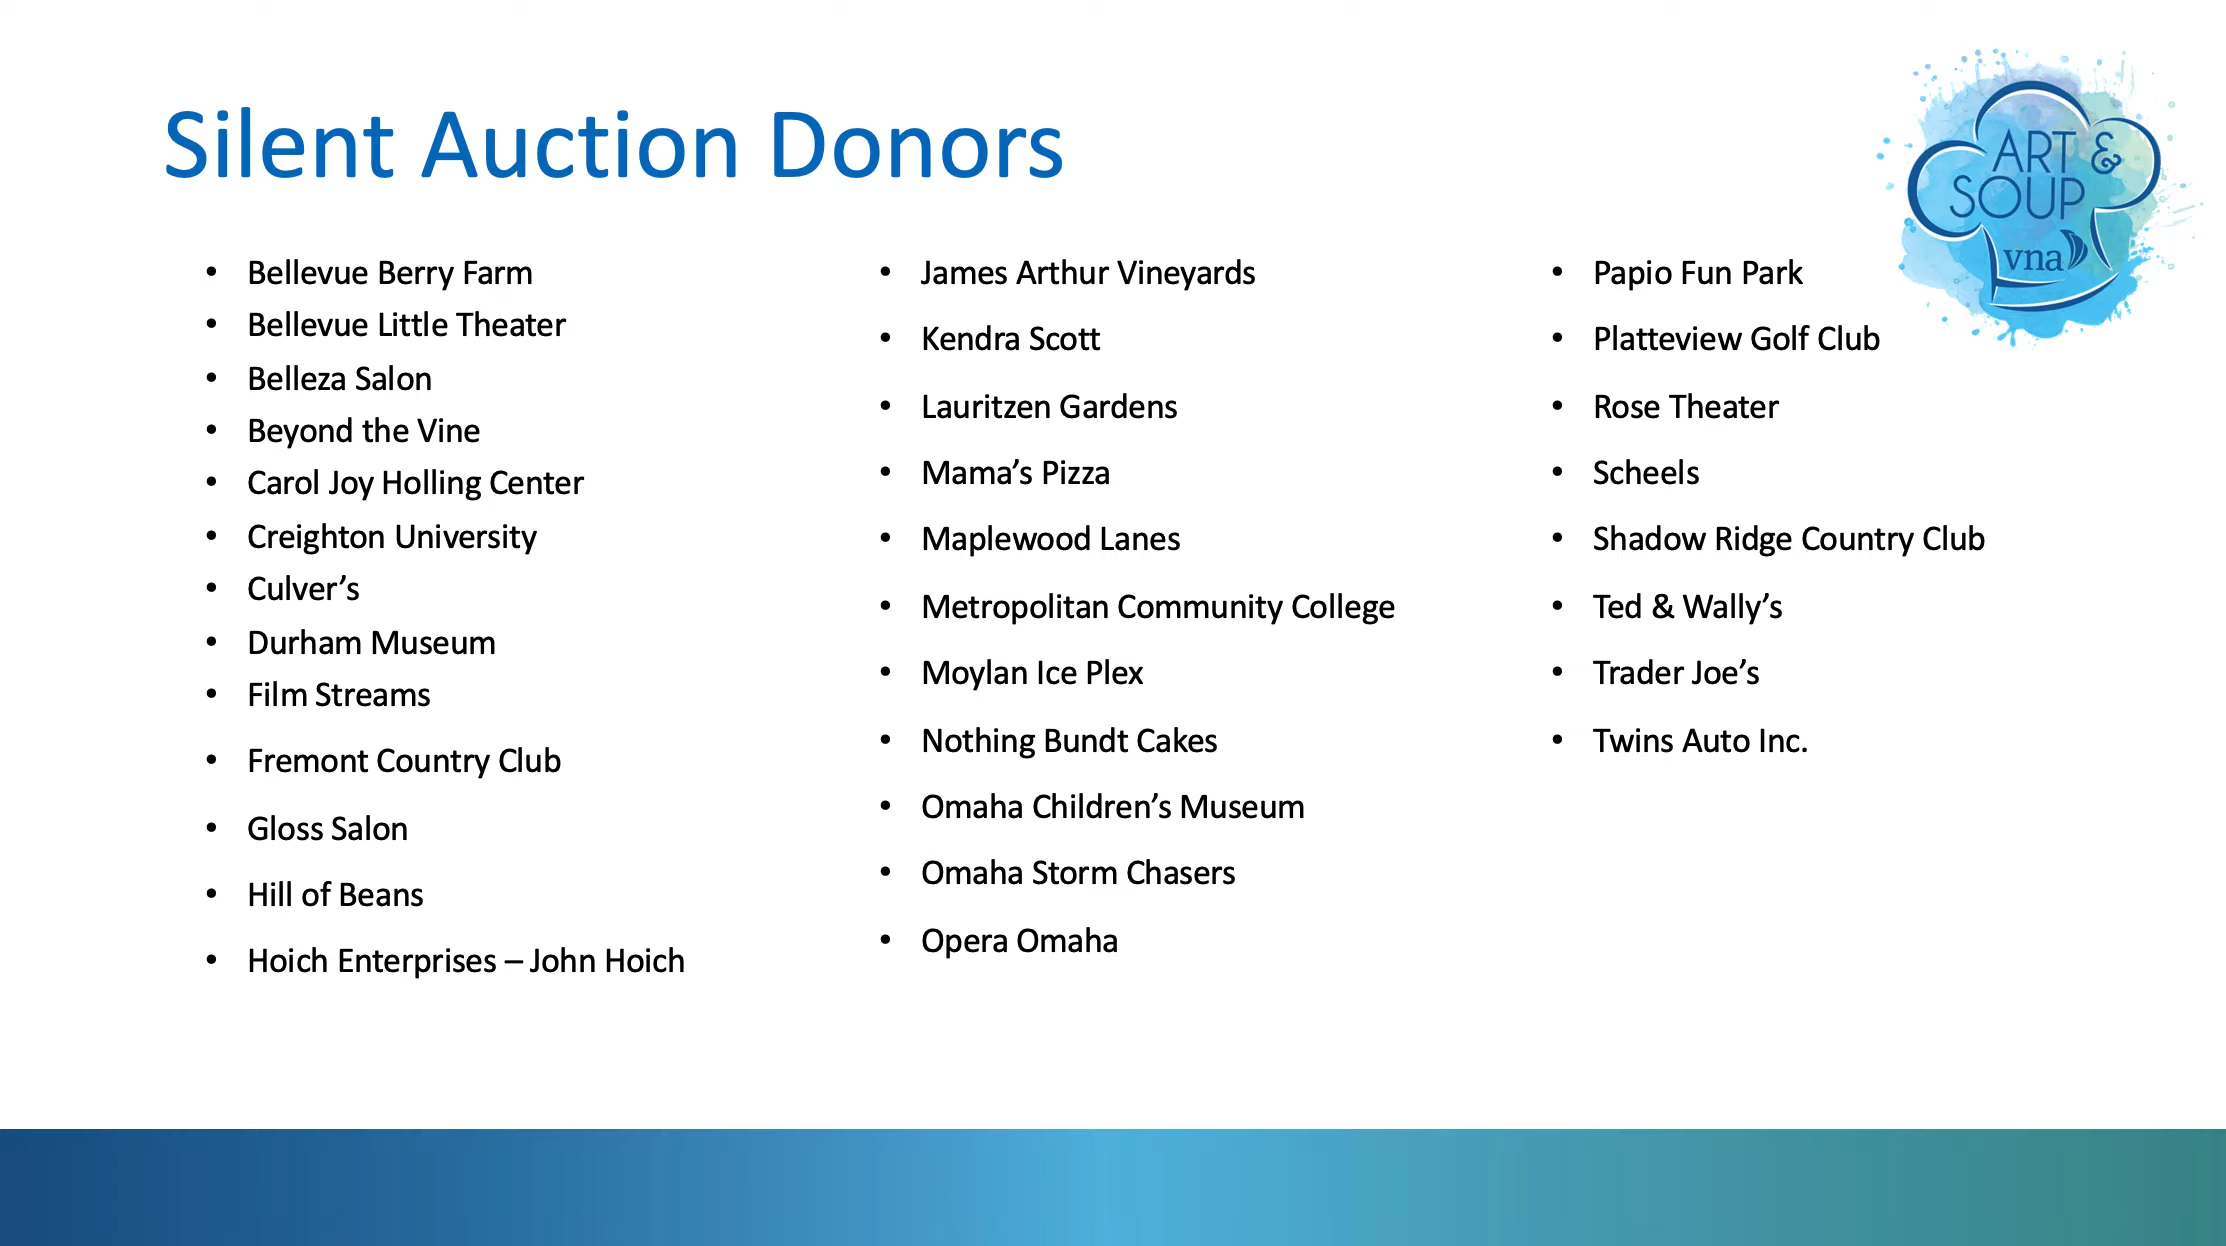 Silent Auction Donors
ART &
SOUP
vna
• Bellevue Berry Farm
• Bellevue Little Theater
• Belleza Salon
• Beyond the Vine
• Carol Joy Holling Center
• Creighton University
• Culver’s
• Durham Museum
• Film Streams
• Fremont Country Club
• Gloss Salon
• Hill of Beans
• Hoich Enterprises – John Hoich
• James Arthur Vineyards
• Kendra Scott
• Lauritzen Gardens
• Mama’s Pizza
• Maplewood Lanes
• Metropolitan Community College
• Moylan Ice Plex
• Nothing Bundt Cakes
• Omaha Children’s Museum
• Omaha Storm Chasers
• Opera Omaha
• Papio Fun Park
• Platteview Golf Club
• Rose Theater
• Scheels
• Shadow Ridge Country Club
• Ted & Wally’s
• Trader Joe’s
• Twins Auto Inc.